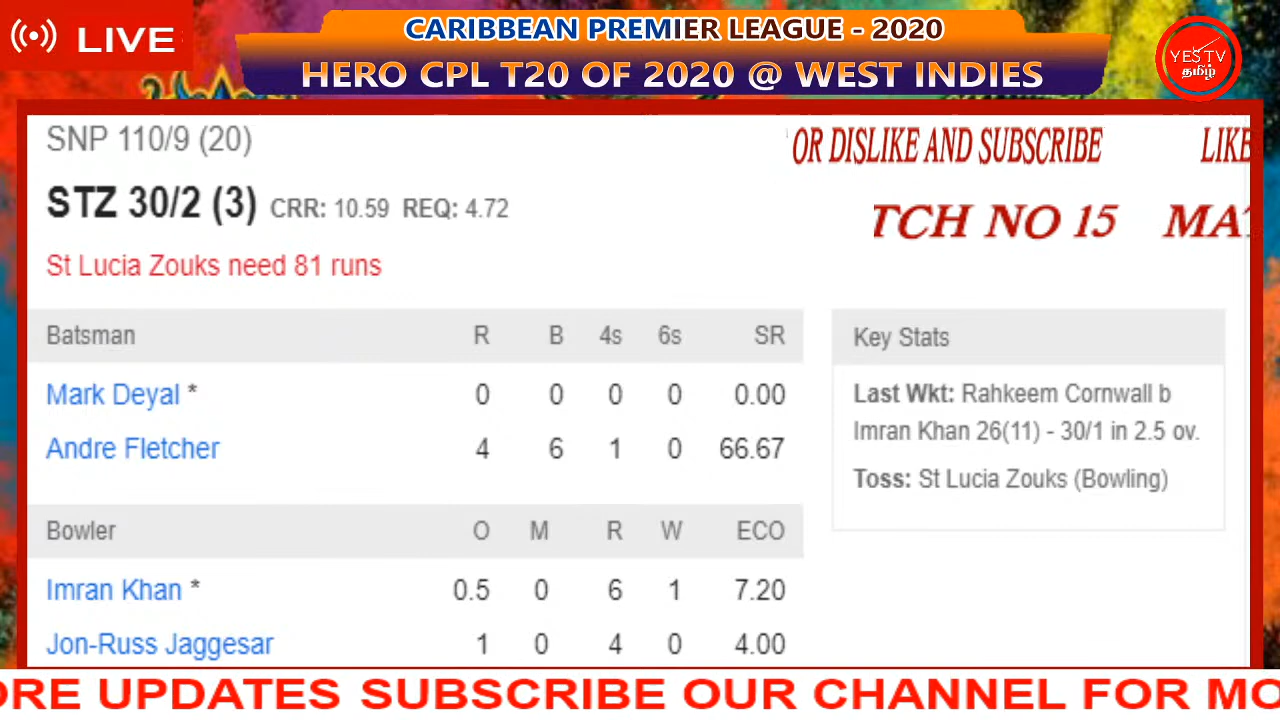 LIVE
CARIBBEAN PREMIER LEAGUE - 2020
HERO CPL T20 OF 2020 @ WEST INDIES
YES TV
தமிழ்
SNP 110/9 (20)
OR DISLIKE AND SUBSCRIBE LIKE
STZ 30/2 (3) CRR: 10.59 REQ: 4.72
TCH NO 15 MAT
St Lucia Zouks need 81 runs
Batsman R B 4s 6s SR
Mark Deyal * 0 0 0 0 0.00
Andre Fletcher 4 6 1 0 66.67
Key Stats
Last Wkt: Rahkeem Cornwall b
Imran Khan 26(11) - 30/1 in 2.5 ov.
Toss: St Lucia Zouks (Bowling)
Bowler O M R W ECO
Imran Khan * 0.5 0 6 1 7.20
Jon-Russ Jaggesar 1 0 4 0 4.00
ORE UPDATES SUBSCRIBE OUR CHANNEL FOR MO